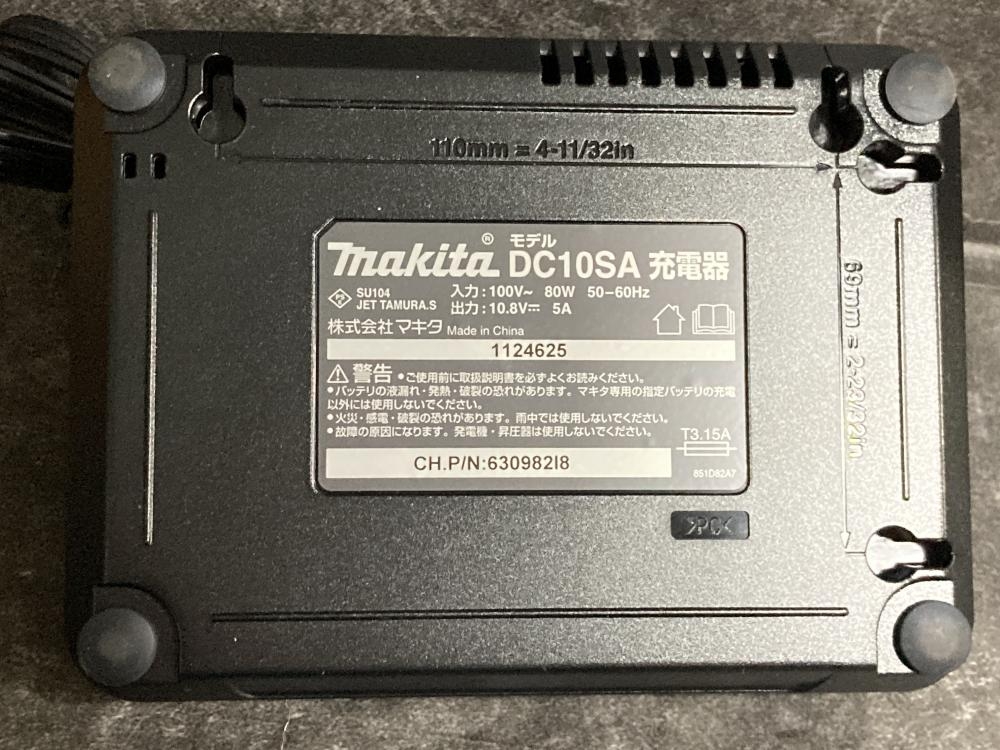 110mm = 4-11/32in
69mm = 2-23/32in
makita® モデル DC10SA 充電器
PS E SU104 JET TAMURA.S
入力:100V~ 80W 50-60Hz
出力:10.8V⎓ 5A
株式会社マキタ Made in China
1124625
⚠警告 •ご使用前に取扱説明書を必ずよくお読みください。
•バッテリの液漏れ・発熱・破裂の恐れがあります。マキタ専用の指定バッテリの充電
以外には使用しないでください。
•火災・感電・破裂の恐れがあります。雨中では使用しないでください。
•故障の原因になります。発電機・昇圧器は使用しないでください。
T3.15A
CH.P/N:630982I8
851D82A7
>PC<